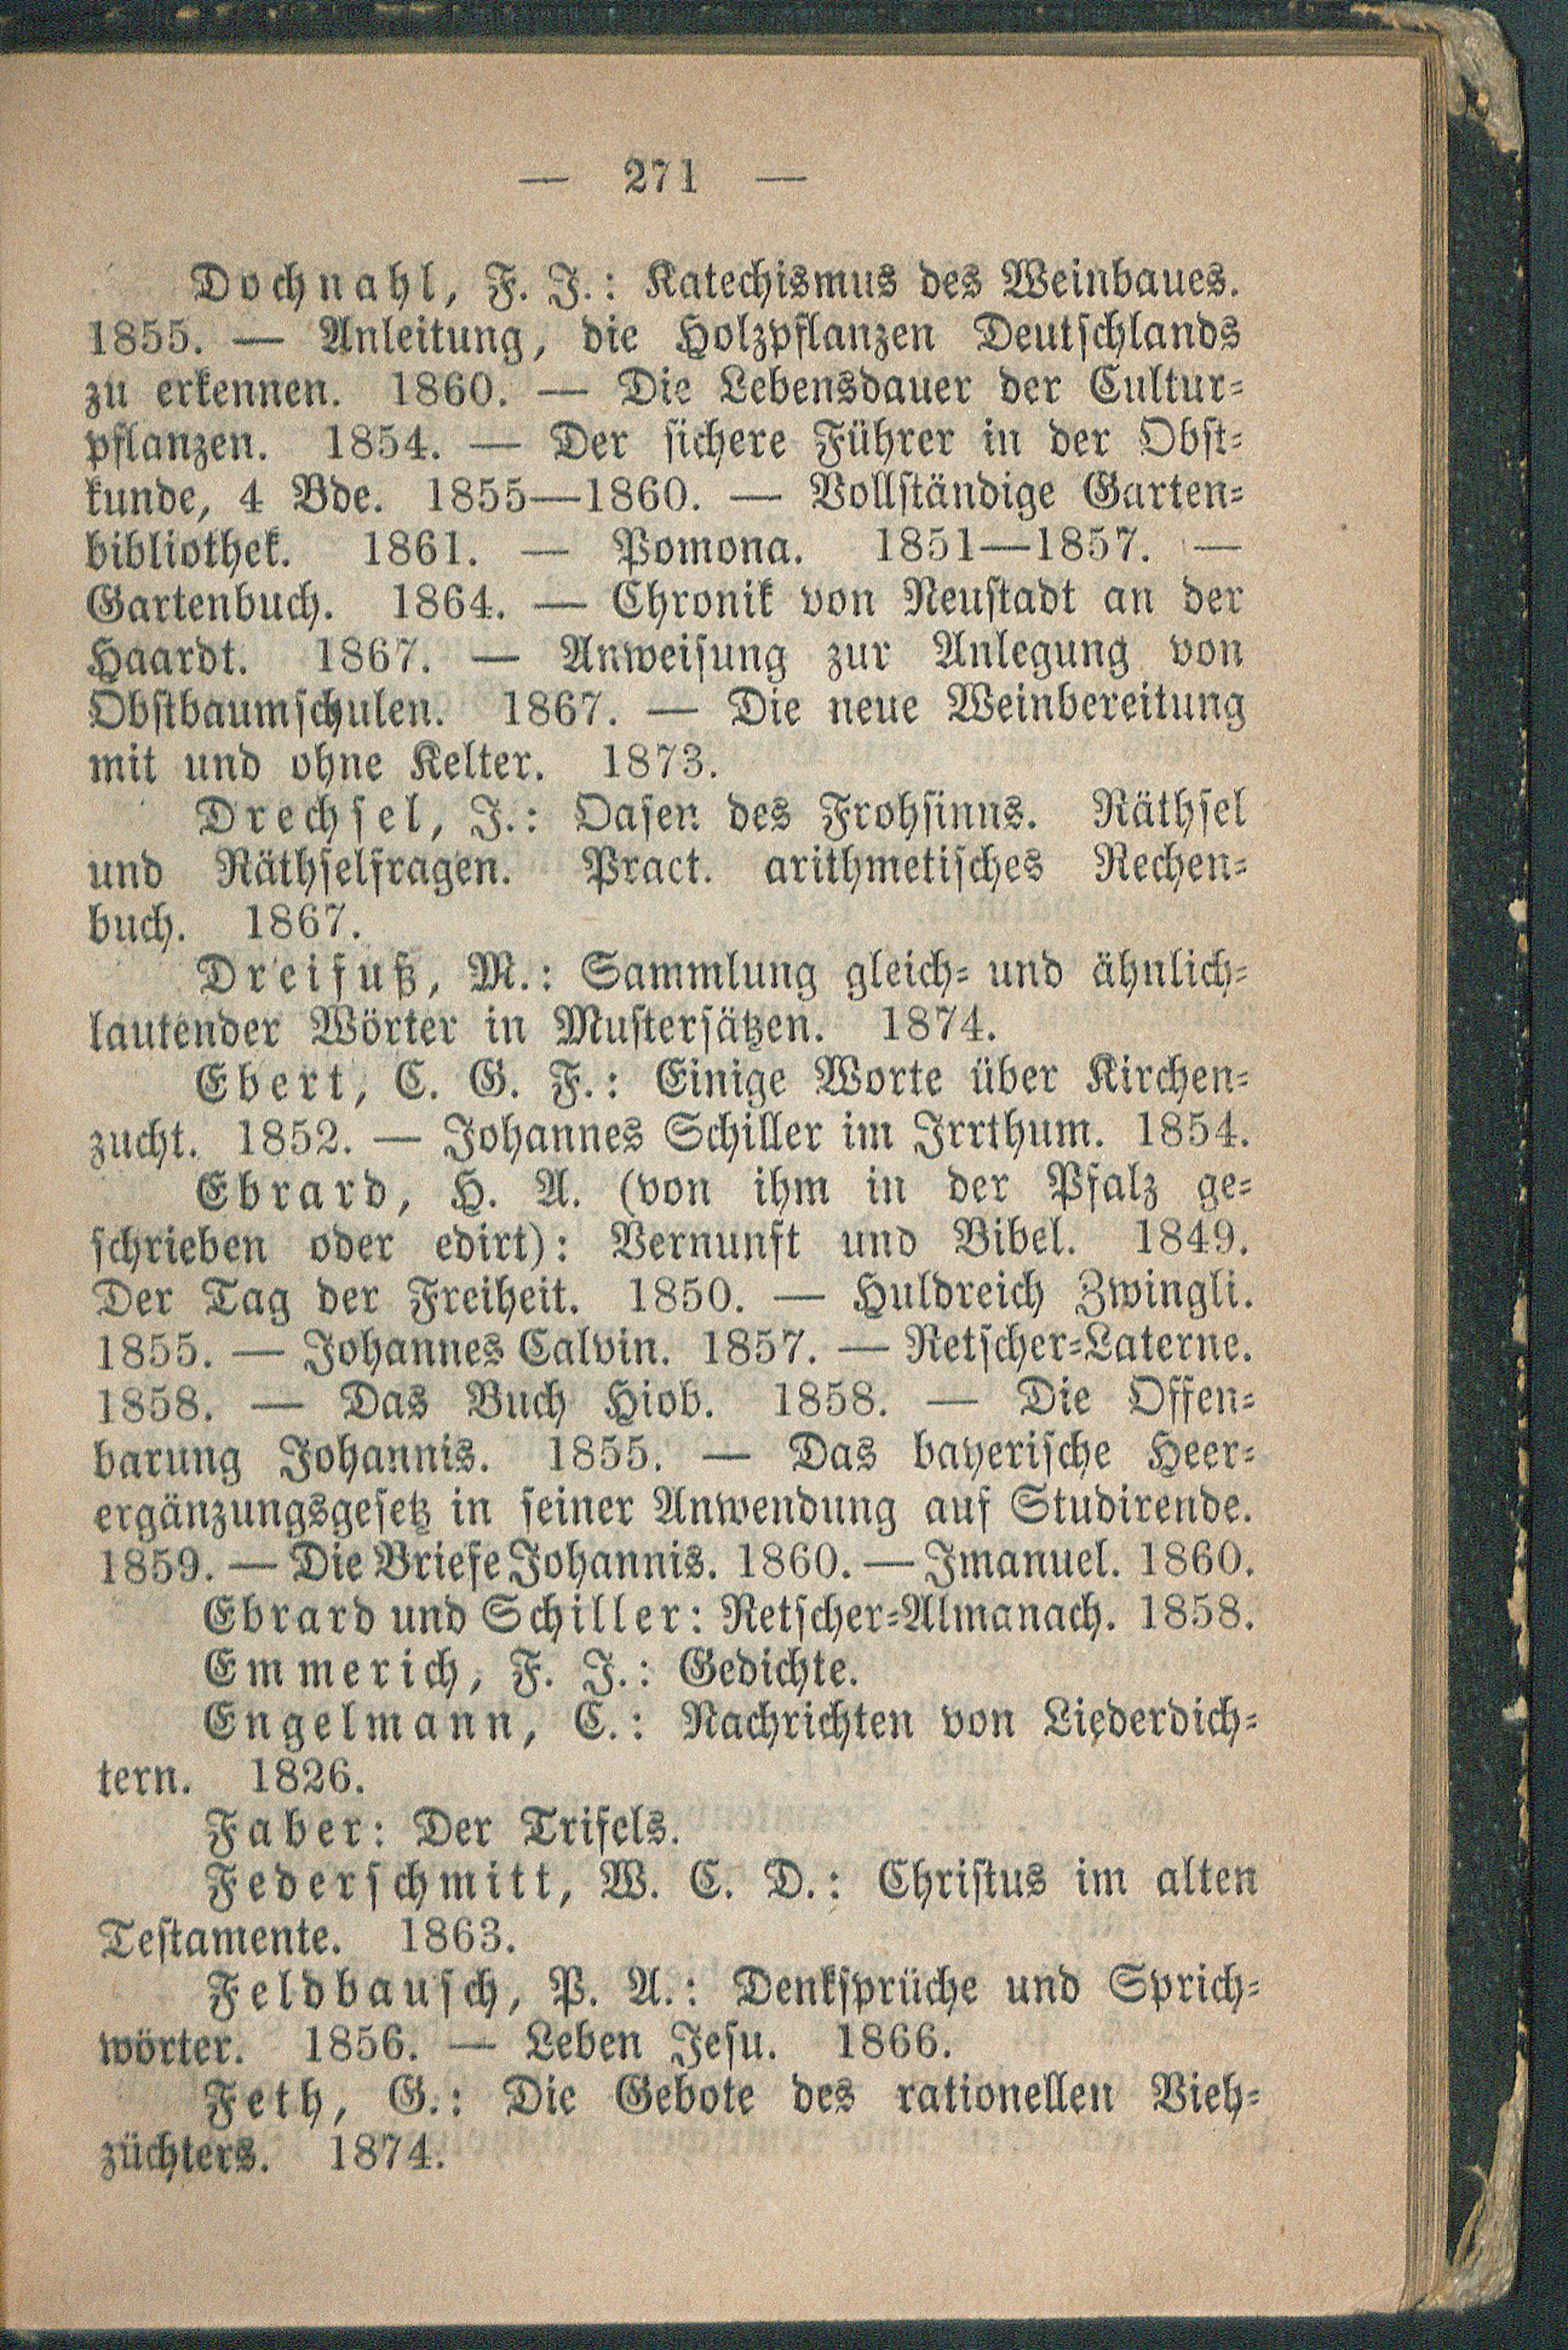 — 271 —
Dochnahl, F. J.: Katechismus des Weinbaues.
1855. — Anleitung, die Holzpflanzen Deutschlands
zu erkennen. 1860. — Die Lebensdauer der Cultur-
pflanzen. 1854. — Der sichere Führer in der Obst-
kunde, 4 Bde. 1855—1860. — Vollständige Garten-
bibliothek. 1861. — Pomona. 1851—1857. —
Gartenbuch. 1864. — Chronik von Neustadt an der
Haardt. 1867. — Anweisung zur Anlegung von
Obstbaumschulen. 1867. — Die neue Weinbereitung
mit und ohne Kelter. 1873.
Drechsel, J.: Oasen des Frohsinns. Räthsel
und Räthselfragen. Pract. arithmetisches Rechen-
buch. 1867.
Dreifuß, M.: Sammlung gleich- und ähnlich-
lautender Wörter in Mustersätzen. 1874.
Ebert, C. G. F.: Einige Worte über Kirchen-
zucht. 1852. — Johannes Schiller im Irrthum. 1854.
Ebrard, H. A. (von ihm in der Pfalz ge-
schrieben oder edirt): Vernunft und Bibel. 1849.
Der Tag der Freiheit. 1850. — Huldreich Zwingli.
1855. — Johannes Calvin. 1857. — Retscher-Laterne.
1858. — Das Buch Hiob. 1858. — Die Offen-
barung Johannis. 1855. — Das bayerische Heer-
ergänzungsgesetz in seiner Anwendung auf Studirende.
1859. — Die Briefe Johannis. 1860. — Imanuel. 1860.
Ebrard und Schiller: Retscher-Almanach. 1858.
Emmerich, F. J.: Gedichte.
Engelmann, C.: Nachrichten von Liederdich-
tern. 1826.
Faber: Der Trifels.
Federschmitt, W. C. D.: Christus im alten
Testamente. 1863.
Feldbausch, P. A.: Denksprüche und Sprich-
wörter. 1856. — Leben Jesu. 1866.
Feth, G.: Die Gebote des rationellen Vieh-
züchters. 1874.